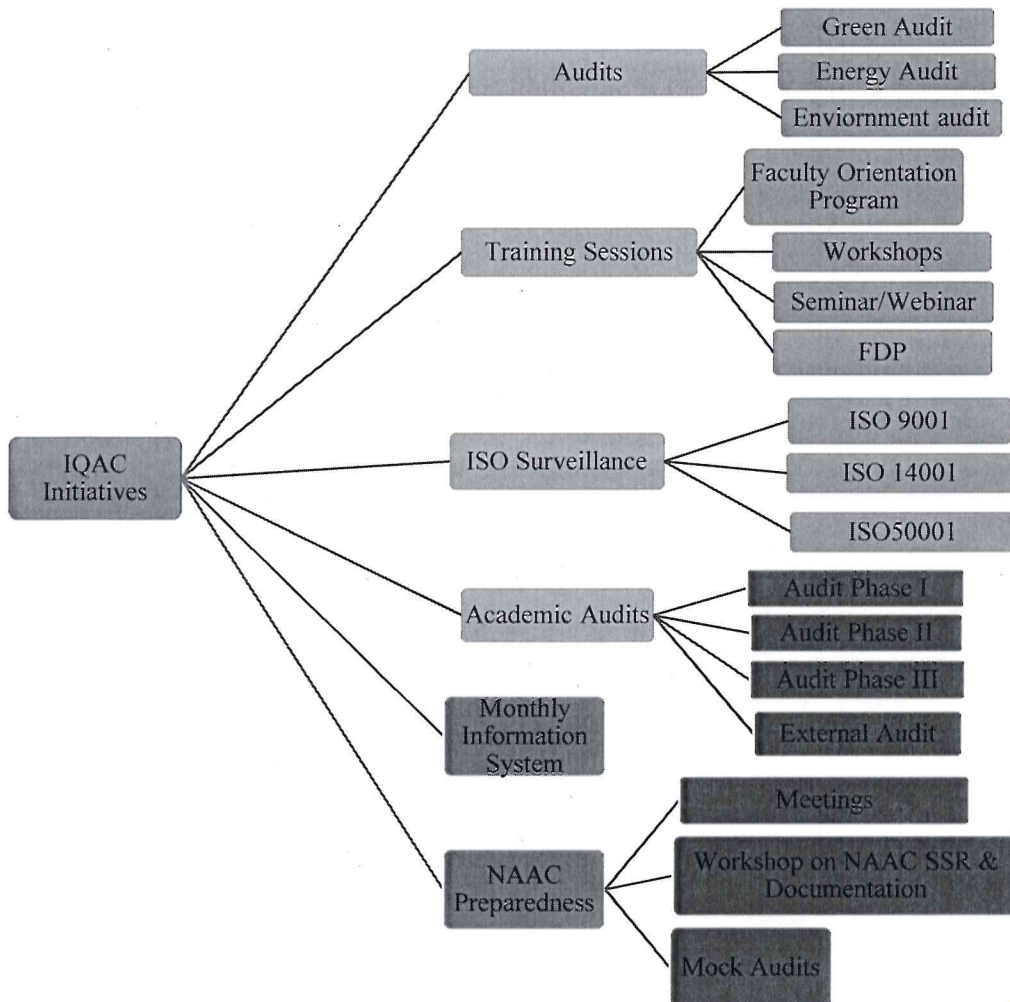 Green Audit
Audits
Energy Audit
Enviornment audit
Faculty Orientation
Program
Training Sessions
Workshops
Seminar/Webinar
FDP
IQAC
Initiatives
ISO Surveillance
ISO 9001
ISO 14001
ISO50001
Academic Audits
Audit Phase I
Audit Phase II
Audit Phase III
External Audit
Monthly
Information
System
NAAC
Preparedness
Meetings
Workshop on NAAC SSR &
Documentation
Mock Audits